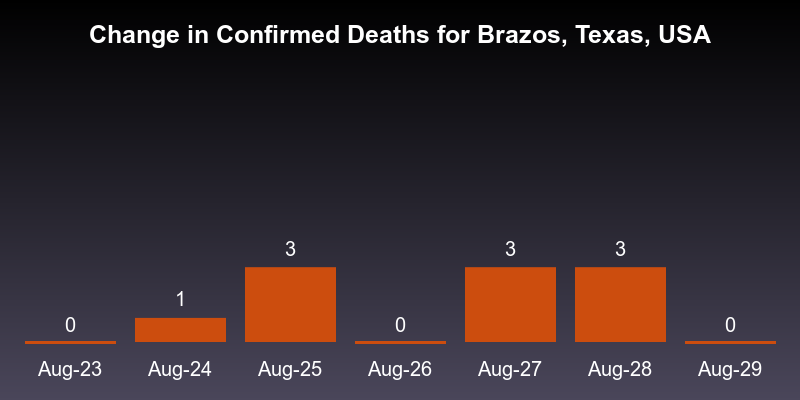 Change in Confirmed Deaths for Brazos, Texas, USA
0 1 3 0 3 3 0
Aug-23 Aug-24 Aug-25 Aug-26 Aug-27 Aug-28 Aug-29